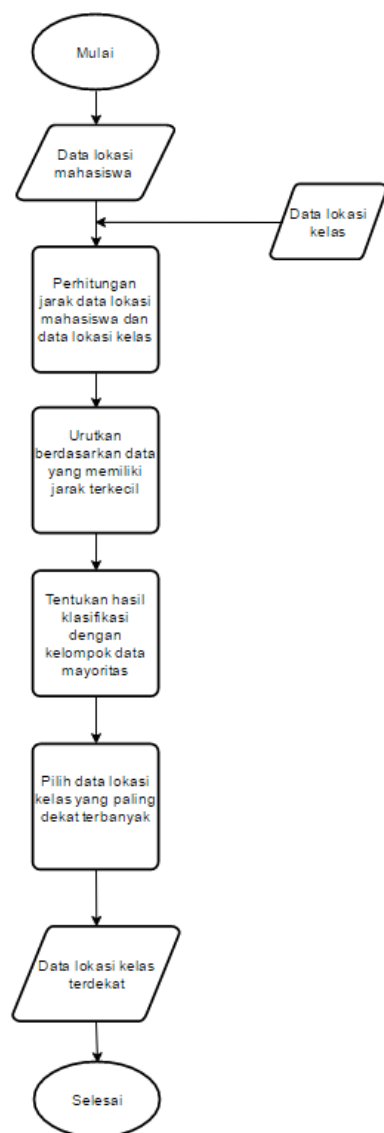 Mulai
Data lokasi
mahasiswa
Data lokasi
kelas
Perhitungan
jarak data lokasi
mahasiswa dan
data lokasi kelas
Urutkan
berdasarkan data
yang memiliki
jarak terkecil
Tentukan hasil
klasifikasi
dengan
kelompok data
mayoritas
Pilih data lokasi
kelas yang paling
dekat terbanyak
Data lokasi kelas
terdekat
Selesai